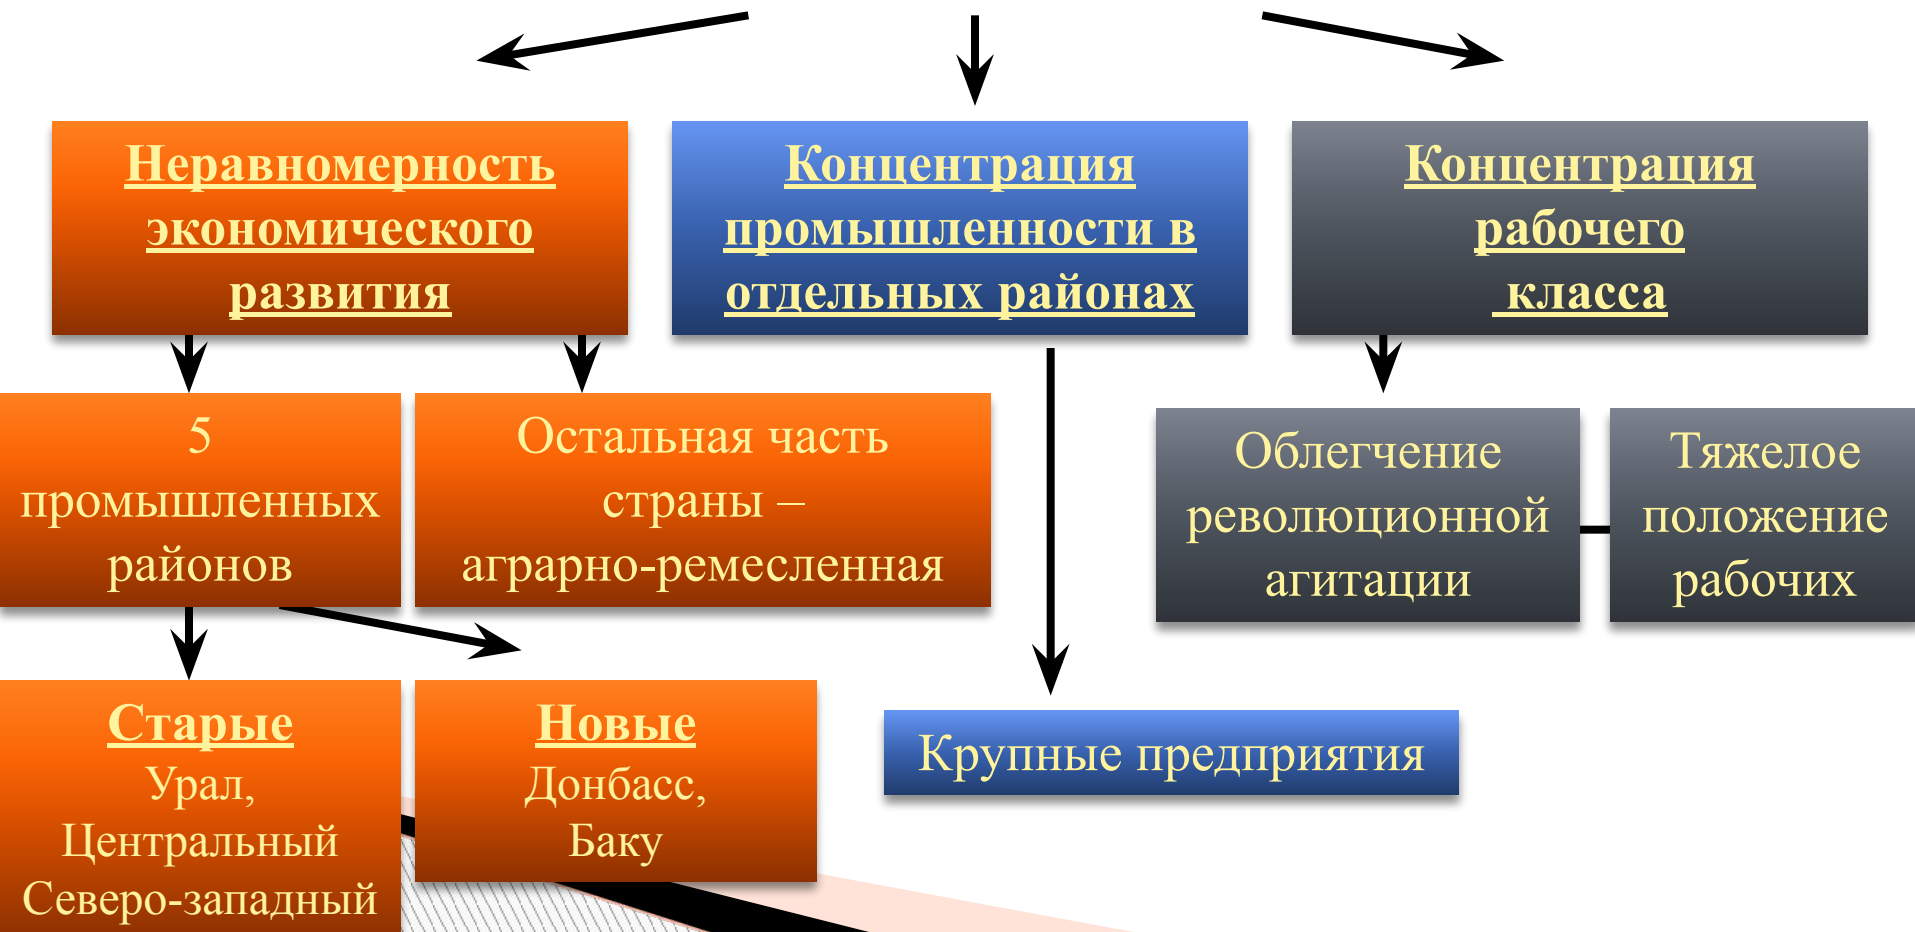 Неравномерность
экономического
развития
Концентрация
промышленности в
отдельных районах
Концентрация
рабочего
класса
5
промышленных
районов
Остальная часть
страны –
аграрно-ремесленная
Облегчение
революционной
агитации
Тяжелое
положение
рабочих
Старые
Урал,
Центральный
Северо-западный
Новые
Донбасс,
Баку
Крупные предприятия